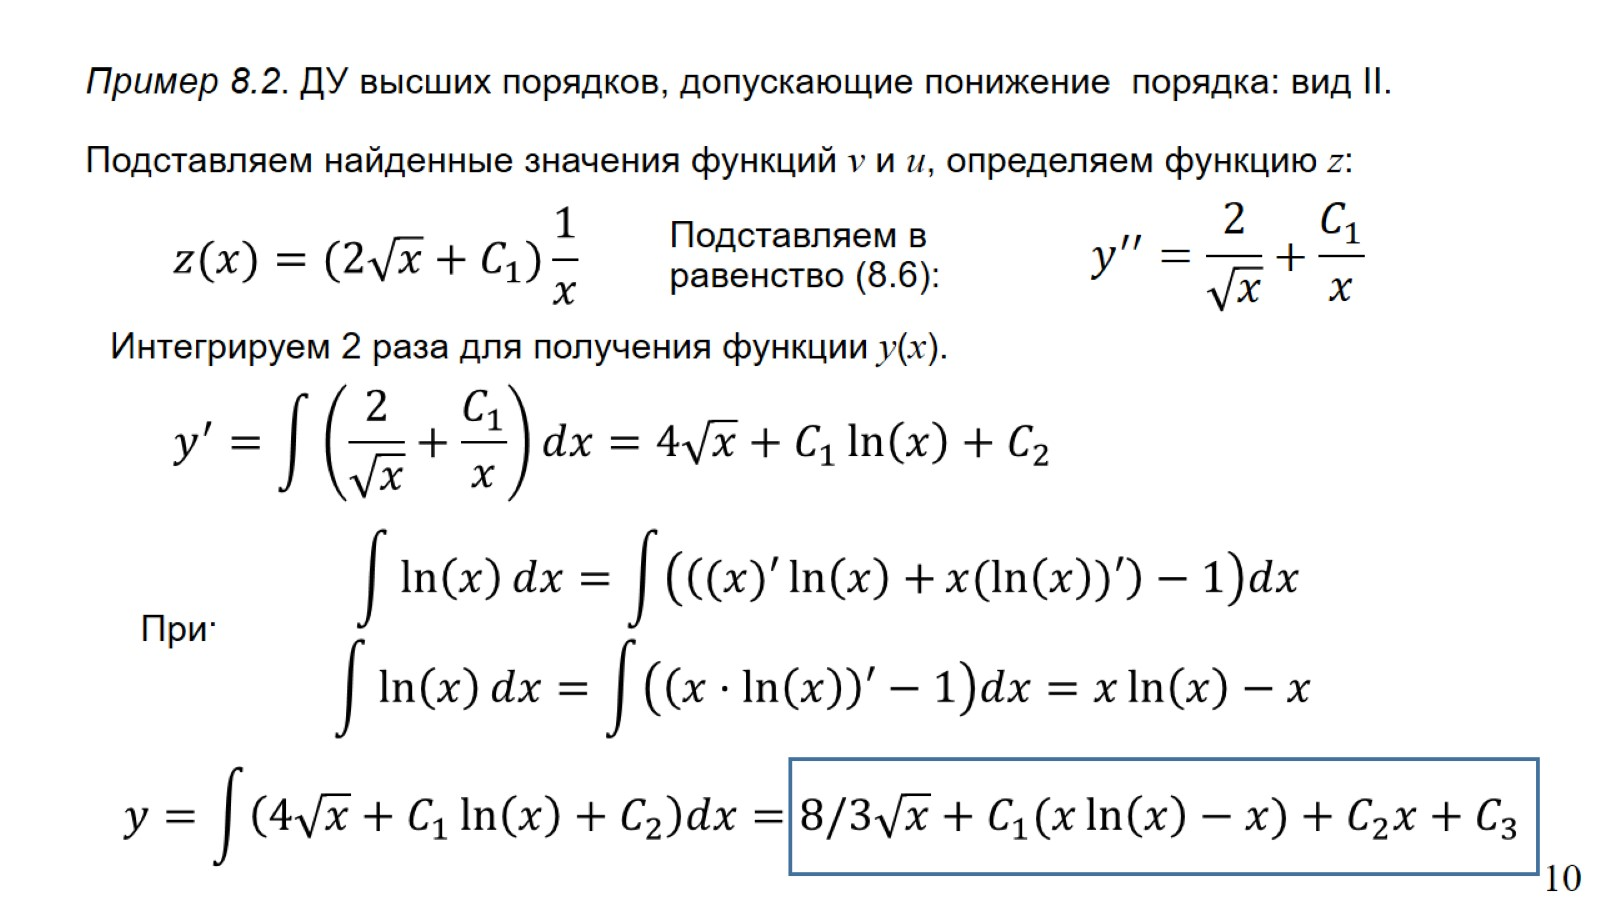 Пример 8.2. ДУ высших порядков, допускающие понижение порядка: вид II.
Подставляем найденные значения функций v и u, определяем функцию z:
z(x) = (2√x + C₁) 1/x
Подставляем в
равенство (8.6):
y′′ = 2/√x + C₁/x
Интегрируем 2 раза для получения функции y(x).
y′ = ∫ (2/√x + C₁/x) dx = 4√x + C₁ ln(x) + C₂
∫ ln(x) dx = ∫ (((x)′ ln(x) + x(ln(x))′) − 1)dx
При
∫ ln(x) dx = ∫ ((x · ln(x))′ − 1)dx = x ln(x) − x
y = ∫ (4√x + C₁ ln(x) + C₂)dx = 8/3√x + C₁(x ln(x) − x) + C₂x + C₃
10